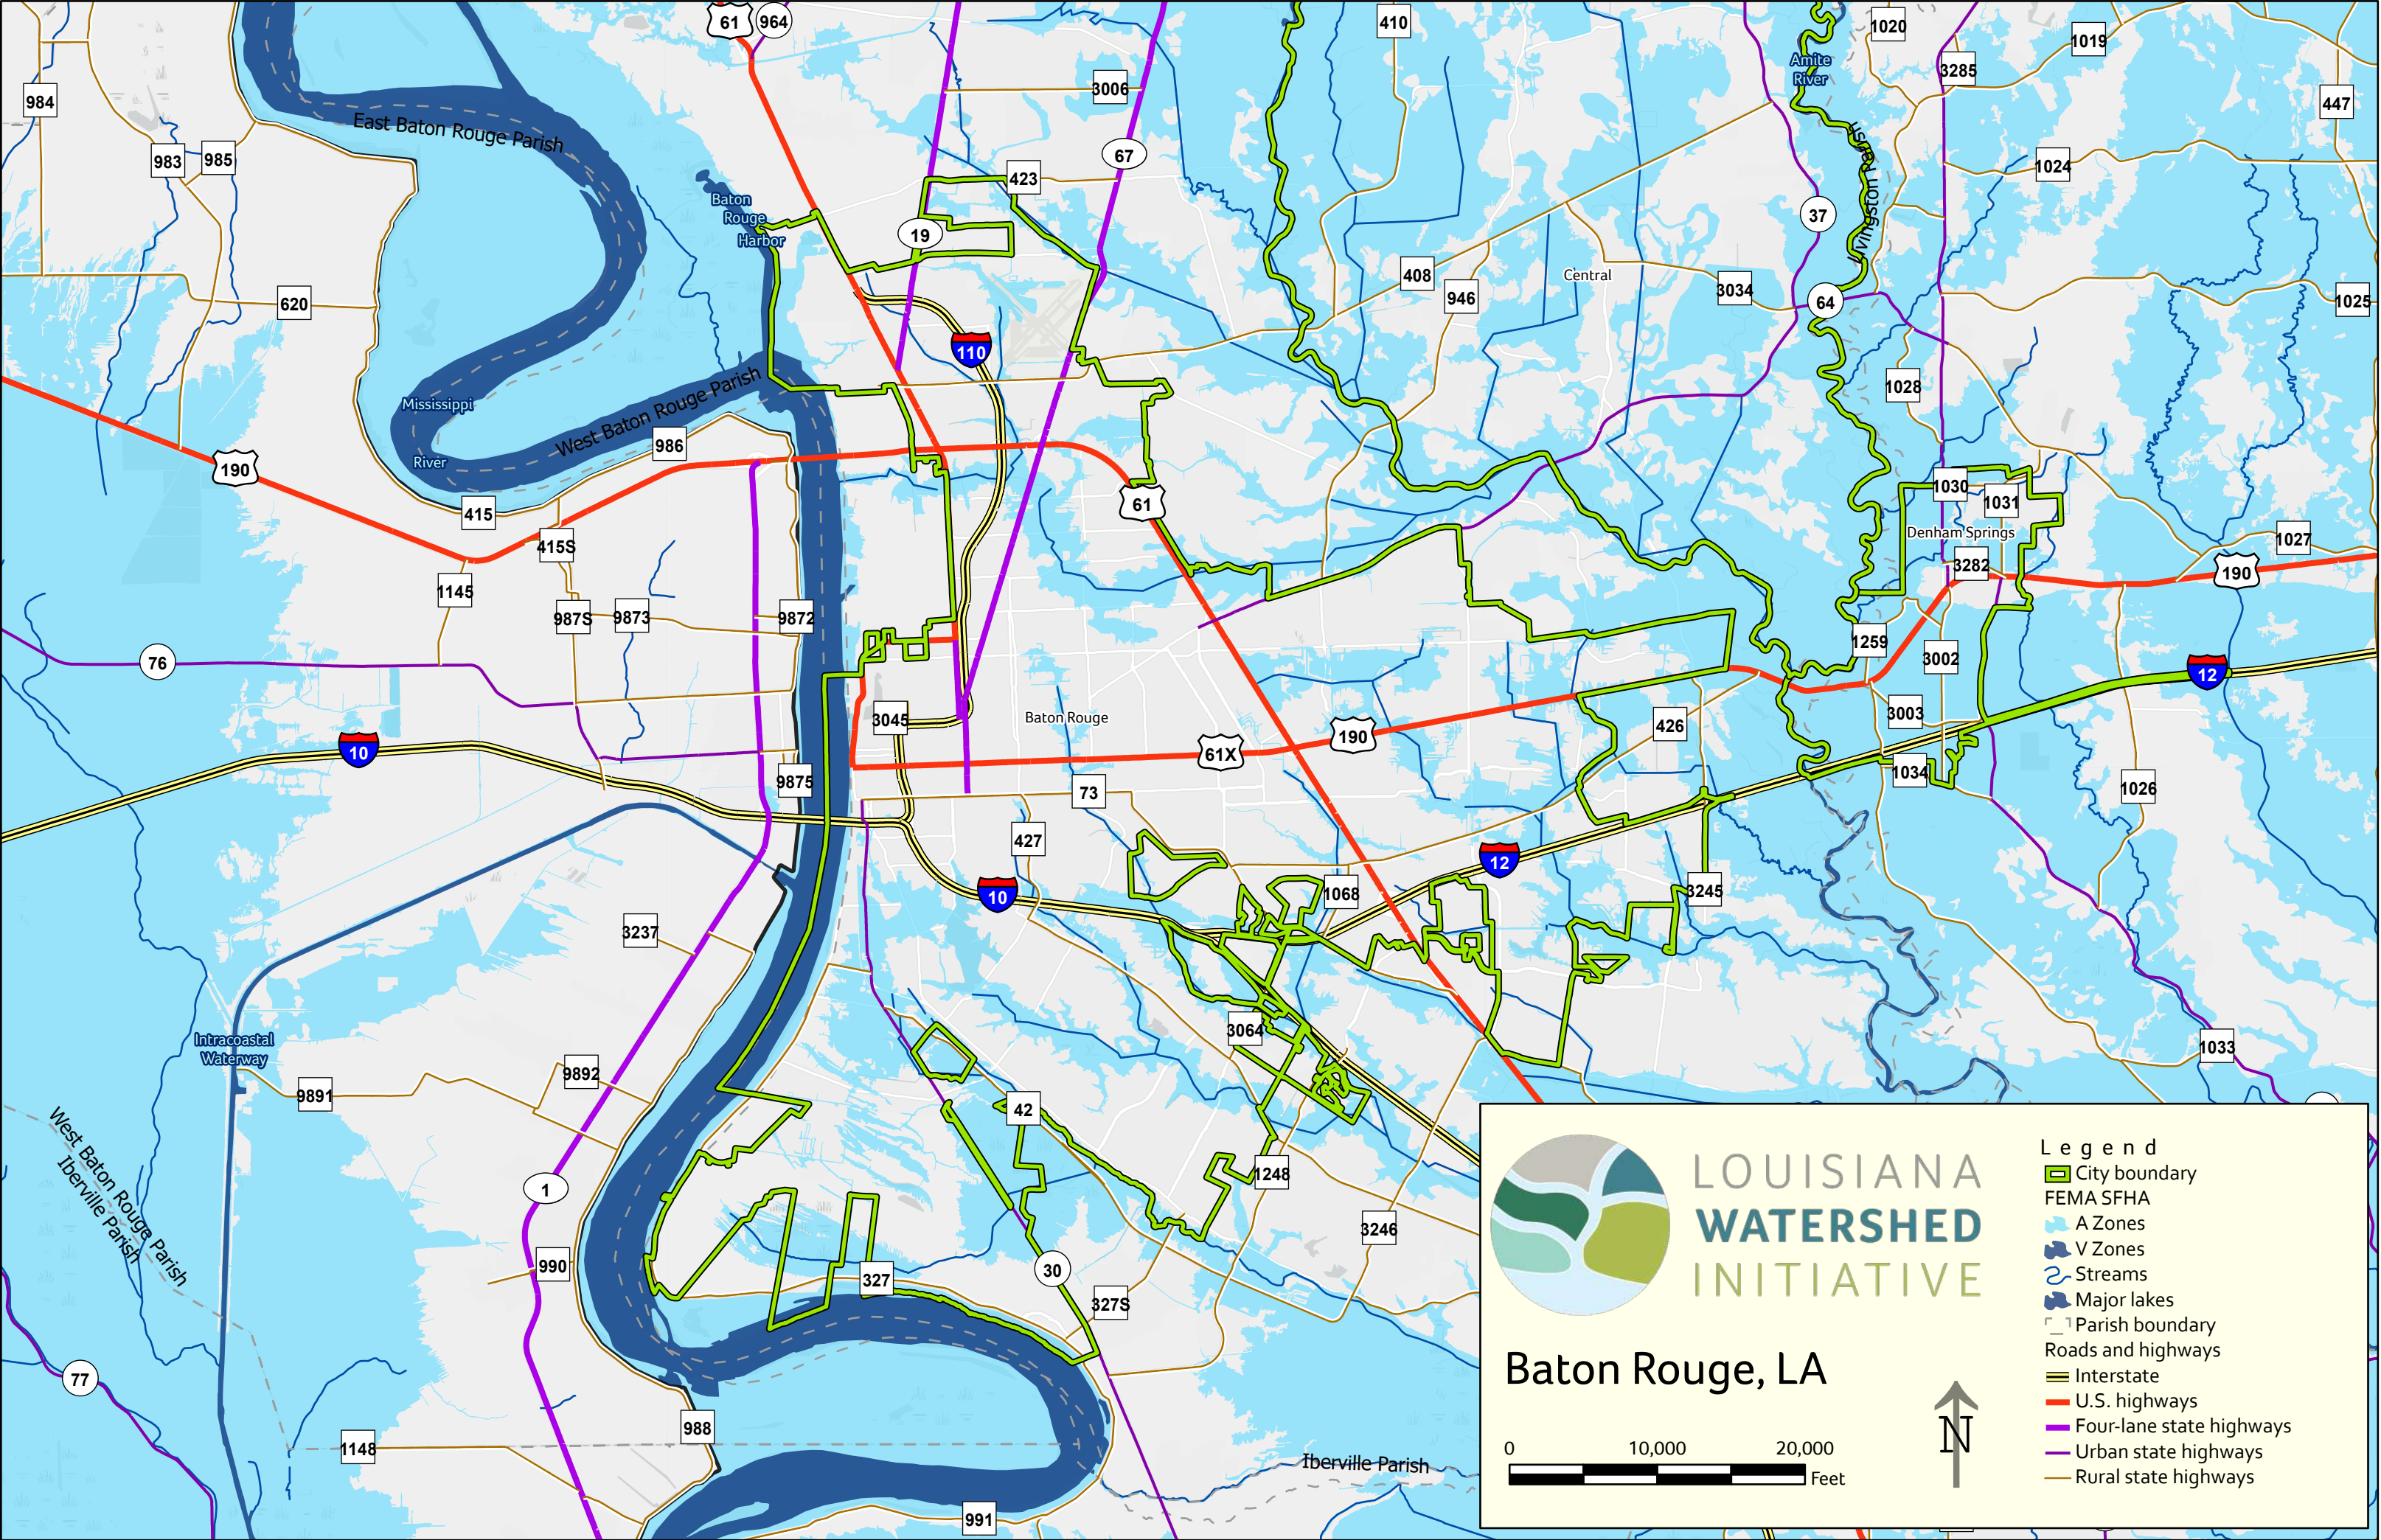 61
964
410
1020
1019
3285
Amite
River
984
3006
447
East Baton Rouge Parish
67
983
985
423
1024
Livingston Parish
Baton
Rouge
Harbor
37
19
408
Central
946
3034
64
620
1025
110
1028
Mississippi
West Baton Rouge Parish
986
River
190
1030
1031
61
415
Denham Springs
1027
415S
3282
190
1145
987S
9873
9872
1259
3002
76
12
3045
Baton Rouge
426
3003
190
10
61X
9875
73
1034
1026
427
12
10
1068
3245
3237
3064
Intracoastal
Waterway
1033
9892
9891
42
West Baton Rouge Parish
Iberville Parish
1
1248
3246
990
327
30
327S
77
988
1148
Iberville Parish
991
LOUISIANA
WATERSHED
INITIATIVE
Baton Rouge, LA
0 10,000 20,000
Feet
N
Legend
City boundary
FEMA SFHA
A Zones
V Zones
Streams
Major lakes
Parish boundary
Roads and highways
Interstate
U.S. highways
Four-lane state highways
Urban state highways
Rural state highways